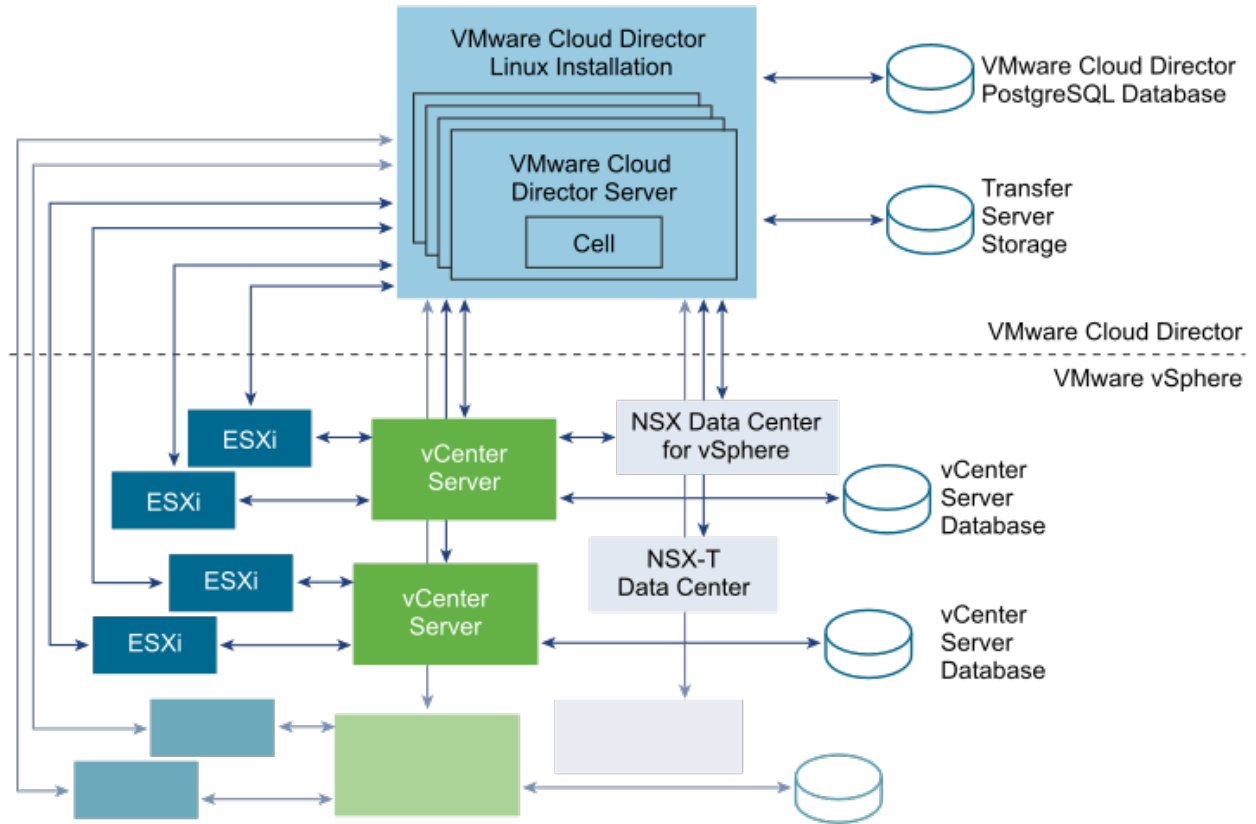 VMware Cloud Director
Linux Installation
VMware Cloud Director
PostgreSQL Database
VMware Cloud
Director Server
Cell
Transfer
Server
Storage
VMware Cloud Director
VMware vSphere
ESXi
vCenter
Server
NSX Data Center
for vSphere
ESXi
vCenter
Server
Database
ESXi
vCenter
Server
NSX-T
Data Center
ESXi
vCenter
Server
Database